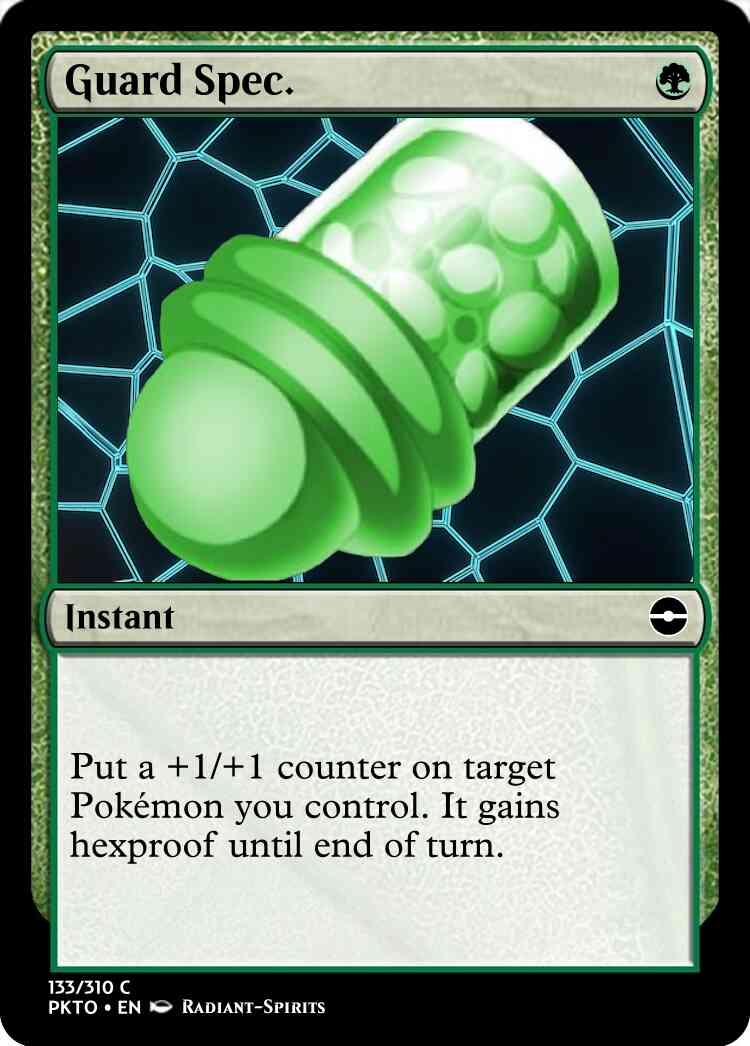 Guard Spec.
Instant
Put a +1/+1 counter on target
Pokémon you control. It gains
hexproof until end of turn.
133/310 C
PKTO • EN Radiant-Spirits